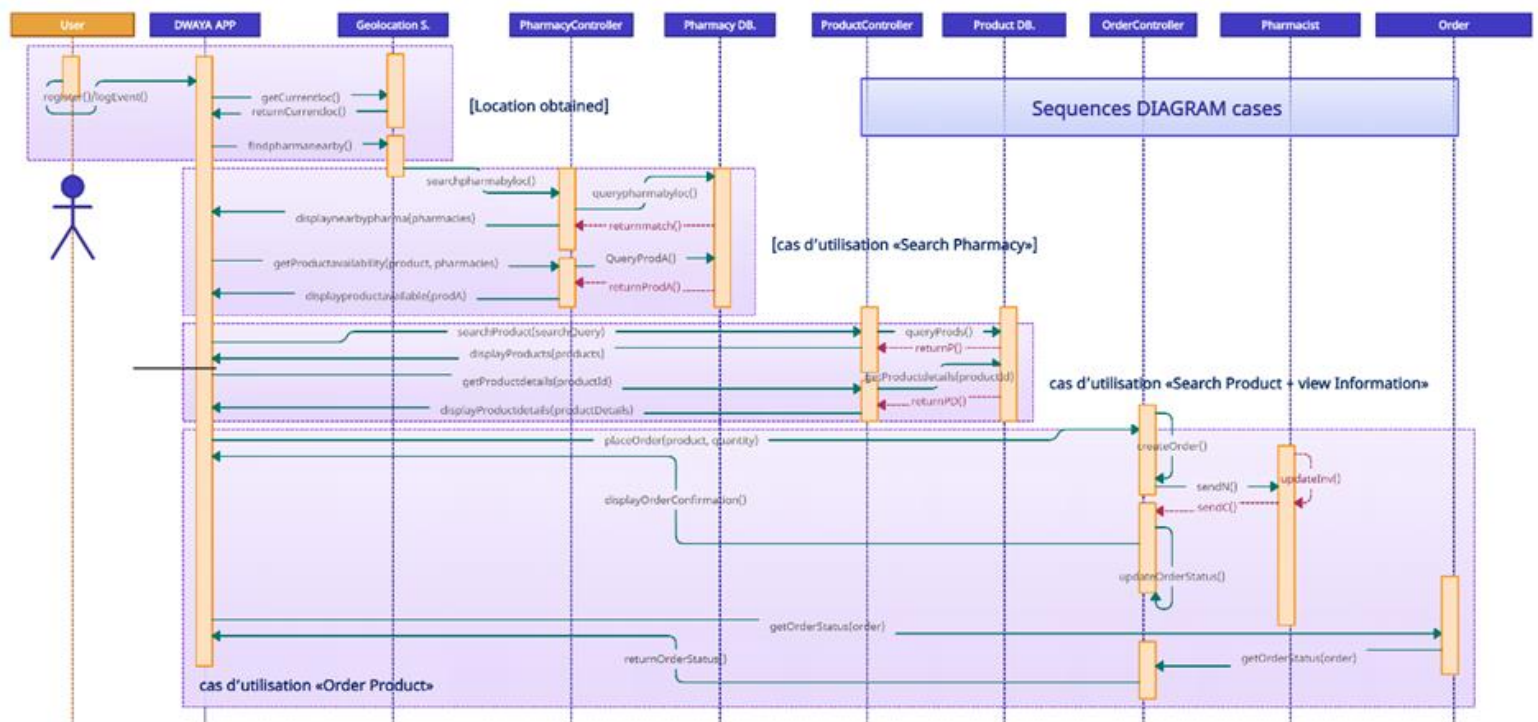 User
DWAYA APP
Geolocation S.
PharmacyController
Pharmacy DB.
ProductController
Product DB.
OrderController
Pharmacist
Order
Sequences DIAGRAM cases
register()/logEvent()
getCurrentloc()
returnCurrentloc()
[Location obtained]
findpharmanearby()
searchpharmabyloc()
querypharmabyloc()
displaynearbypharma(pharmacies)
returnmatch()
[cas d'utilisation «Search Pharmacy»]
getProductavailability(product, pharmacies)
QueryProdA()
returnProdA()
displayproductavailable(prodA)
searchProduct(searchQuery)
queryProds()
returnP()
displayProducts(products)
getProductdetails(productId)
getProductdetails(productId)
cas d'utilisation «Search Product + view Information»
returnPD()
displayProductdetails(productDetails)
placeOrder(product, quantity)
createOrder()
updateInv()
sendN()
displayOrderConfirmation()
sendC()
updateOrderStatus()
getOrderStatus(order)
returnOrderStatus()
getOrderStatus(order)
cas d'utilisation «Order Product»